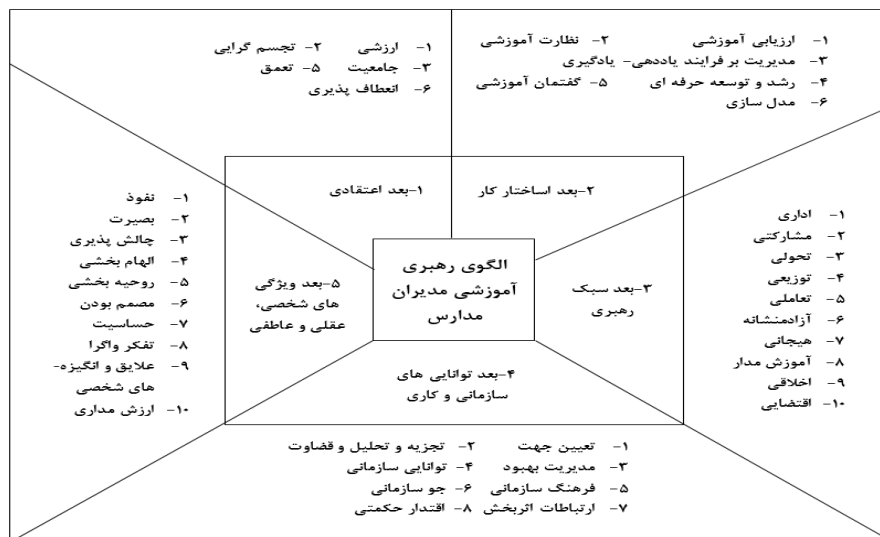 ۱- ارزیابی آموزشی ۲- نظارت آموزشی
۳- مدیریت بر فرایند یاددهی- یادگیری
۴- رشد و توسعه حرفه ای ۵- گفتمان آموزشی
۶- مدل سازی
۱- ارزشی ۲- تجسم گرایی
۳- جامعیت ۵- تعمق
۶- انعطاف پذیری
۲-بعد اساختار کار
۱-بعد اعتقادی
الگوی رهبری
آموزشی مدیران
مدارس
۳-بعد سبک
رهبری
۵-بعد ویژگی
های شخصی،
عقلی و عاطفی
۴-بعد توانایی های
سازمانی و کاری
۱- اداری
۲- مشارکتی
۳- تحولی
۴- توزیعی
۵- تعاملی
۶- آزادمنشانه
۷- هیجانی
۸- آموزش مدار
۹- اخلاقی
۱۰- اقتضایی
۱- نفوذ
۲- بصیرت
۳- چالش پذیری
۴- الهام بخشی
۵- روحیه بخشی
۶- مصمم بودن
۷- حساسیت
۸- تفکر واگرا
۹- علایق و انگیزه-
های شخصی
۱۰- ارزش مداری
۱- تعیین جهت ۲- تجزیه و تحلیل و قضاوت
۳- مدیریت بهبود ۴- توانایی سازمانی
۵- فرهنگ سازمانی ۶- جو سازمانی
۷- ارتباطات اثربخش ۸- اقتدار حکمتی